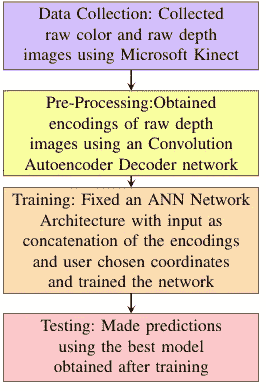 Data Collection: Collected
raw color and raw depth
images using Microsoft Kinect
Pre-Processing:Obtained
encodings of raw depth
images using an Convolution
Autoencoder Decoder network
Training: Fixed an ANN Network
Architecture with input as
concatenation of the encodings
and user chosen coordinates
and trained the network
Testing: Made predictions
using the best model
obtained after training